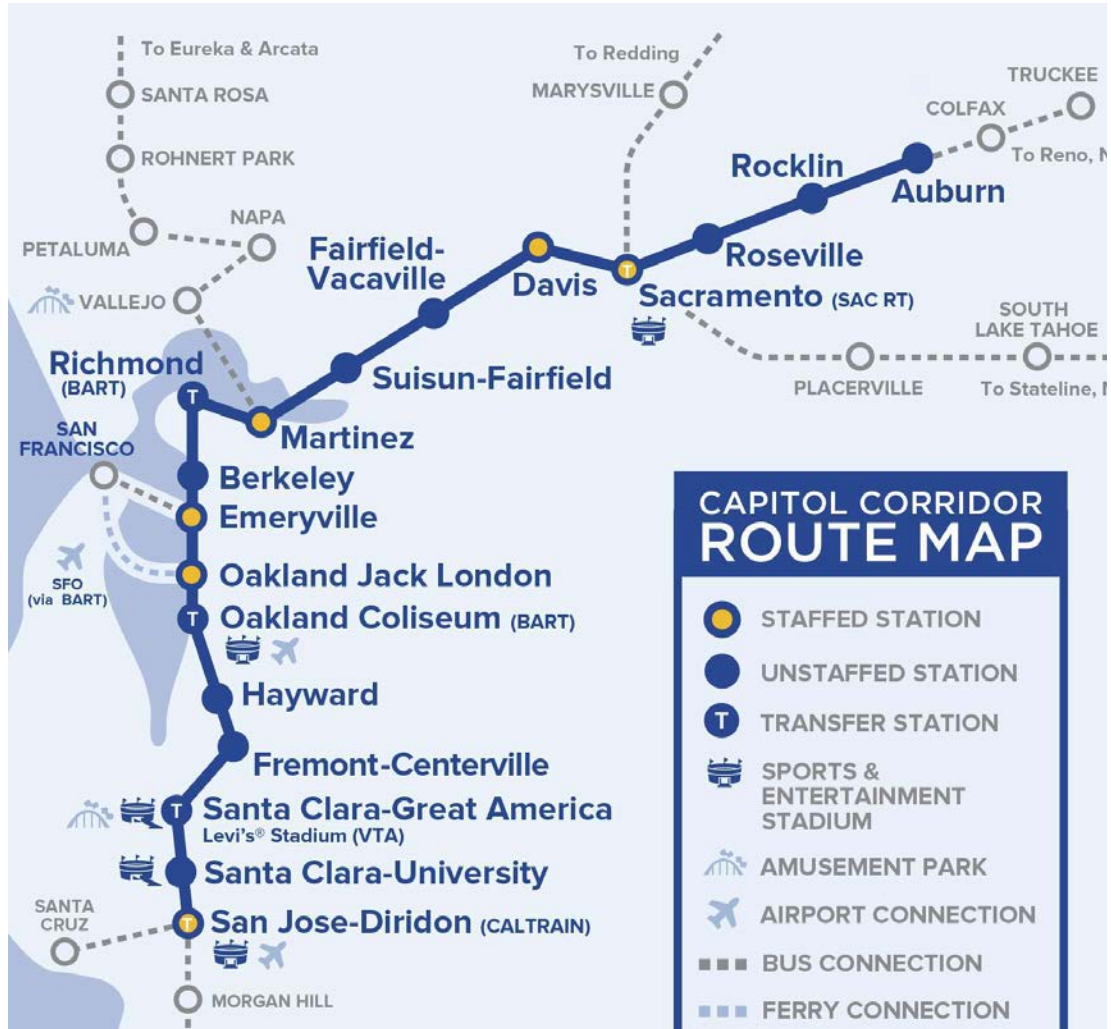 To Eureka & Arcata
SANTA ROSA
ROHNERT PARK
PETALUMA
NAPA
VALLEJO
To Redding
MARYSVILLE
TRUCKEE
COLFAX
To Reno, N
Rocklin
Auburn
Roseville
Fairfield-
Vacaville
Davis
T
Sacramento (SAC RT)
SOUTH
LAKE TAHOE
PLACERVILLE
To Stateline, N
Suisun-Fairfield
Richmond
(BART)
T
Martinez
SAN
FRANCISCO
Berkeley
Emeryville
SFO
(via BART)
Oakland Jack London
T
Oakland Coliseum (BART)
Hayward
Fremont-Centerville
T
Santa Clara-Great America
Levi's® Stadium (VTA)
Santa Clara-University
SANTA
CRUZ
T
San Jose-Diridon (CALTRAIN)
MORGAN HILL
CAPITOL CORRIDOR
ROUTE MAP
STAFFED STATION
UNSTAFFED STATION
T
TRANSFER STATION
SPORTS &
ENTERTAINMENT
STADIUM
AMUSEMENT PARK
AIRPORT CONNECTION
BUS CONNECTION
FERRY CONNECTION